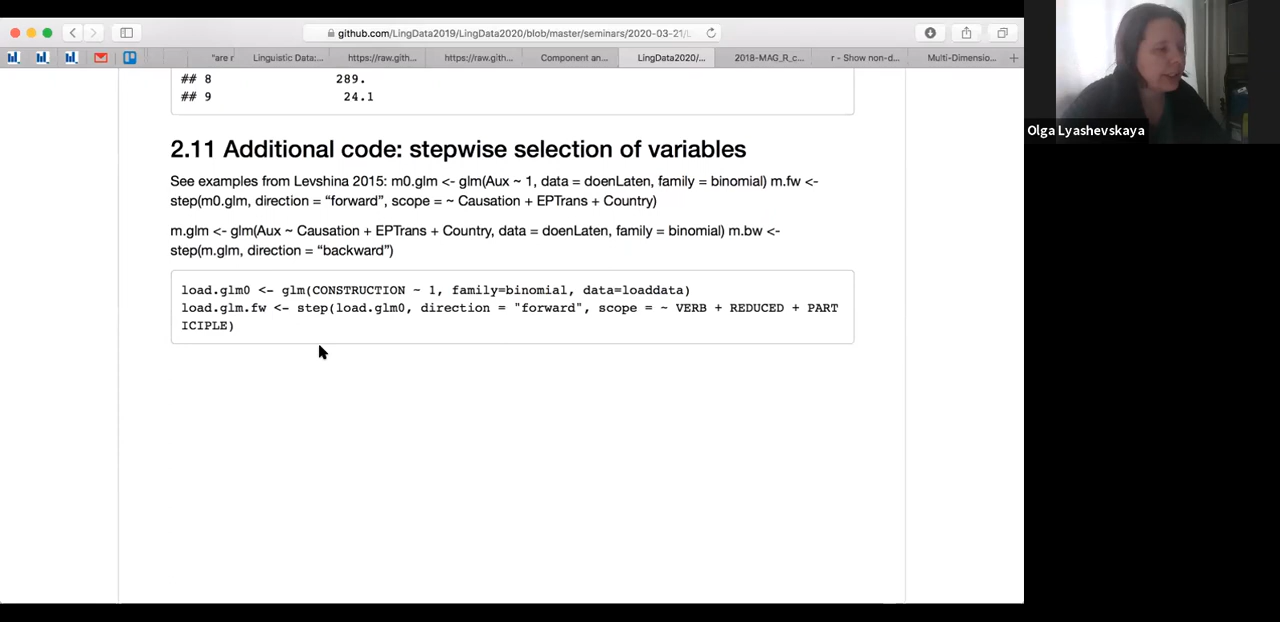 github.com/LingData2019/LingData2020/blob/master/seminars/2020-03-21/L
"are r
Linguistic Data:...
https://raw.gith...
https://raw.gith...
Component an...
LingData2020/...
2018-MAG_R_c...
r - Show non-d...
Multi-Dimensio...
## 8 289.
## 9 24.1
2.11 Additional code: stepwise selection of variables
See examples from Levshina 2015: m0.glm <- glm(Aux ~ 1, data = doenLaten, family = binomial) m.fw <-
step(m0.glm, direction = “forward”, scope = ~ Causation + EPTrans + Country)
m.glm <- glm(Aux ~ Causation + EPTrans + Country, data = doenLaten, family = binomial) m.bw <-
step(m.glm, direction = “backward”)
load.glm0 <- glm(CONSTRUCTION ~ 1, family=binomial, data=loaddata)
load.glm.fw <- step(load.glm0, direction = "forward", scope = ~ VERB + REDUCED + PART
ICIPLE)
Olga Lyashevskaya